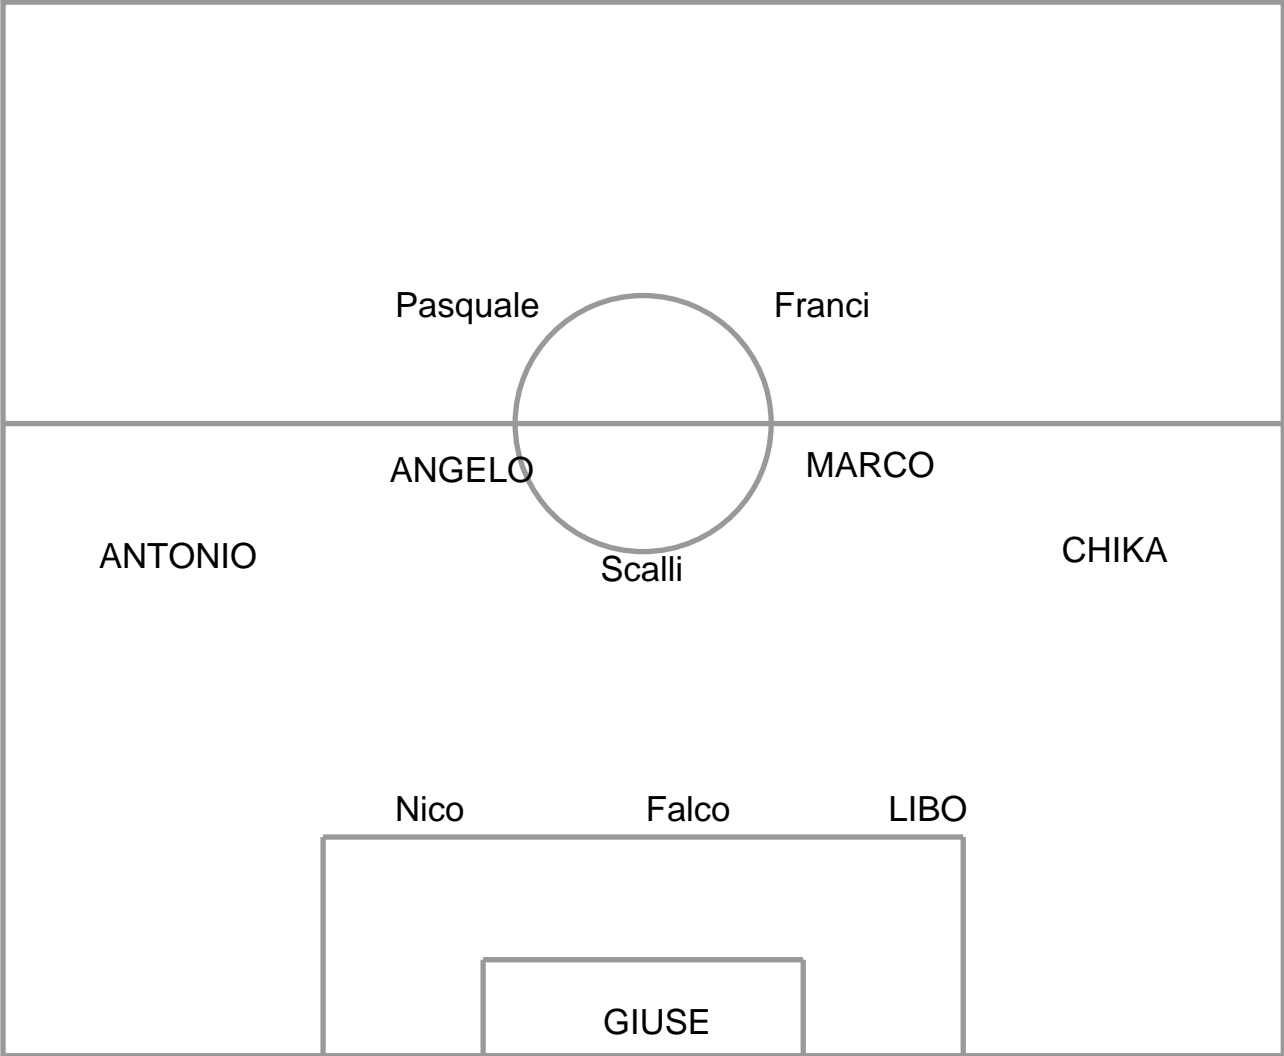 Pasquale Franci
ANGELO MARCO
ANTONIO CHIKA
Scalli
Nico Falco LIBO
GIUSE